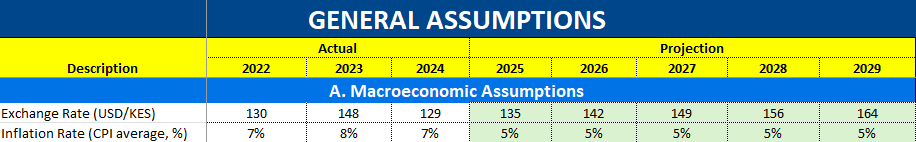 GENERAL ASSUMPTIONS
Actual Projection
Description 2022 2023 2024 2025 2026 2027 2028 2029
A. Macroeconomic Assumptions
Exchange Rate (USD/KES) 130 148 129 135 142 149 156 164
Inflation Rate (CPI average, %) 7% 8% 7% 5% 5% 5% 5% 5%